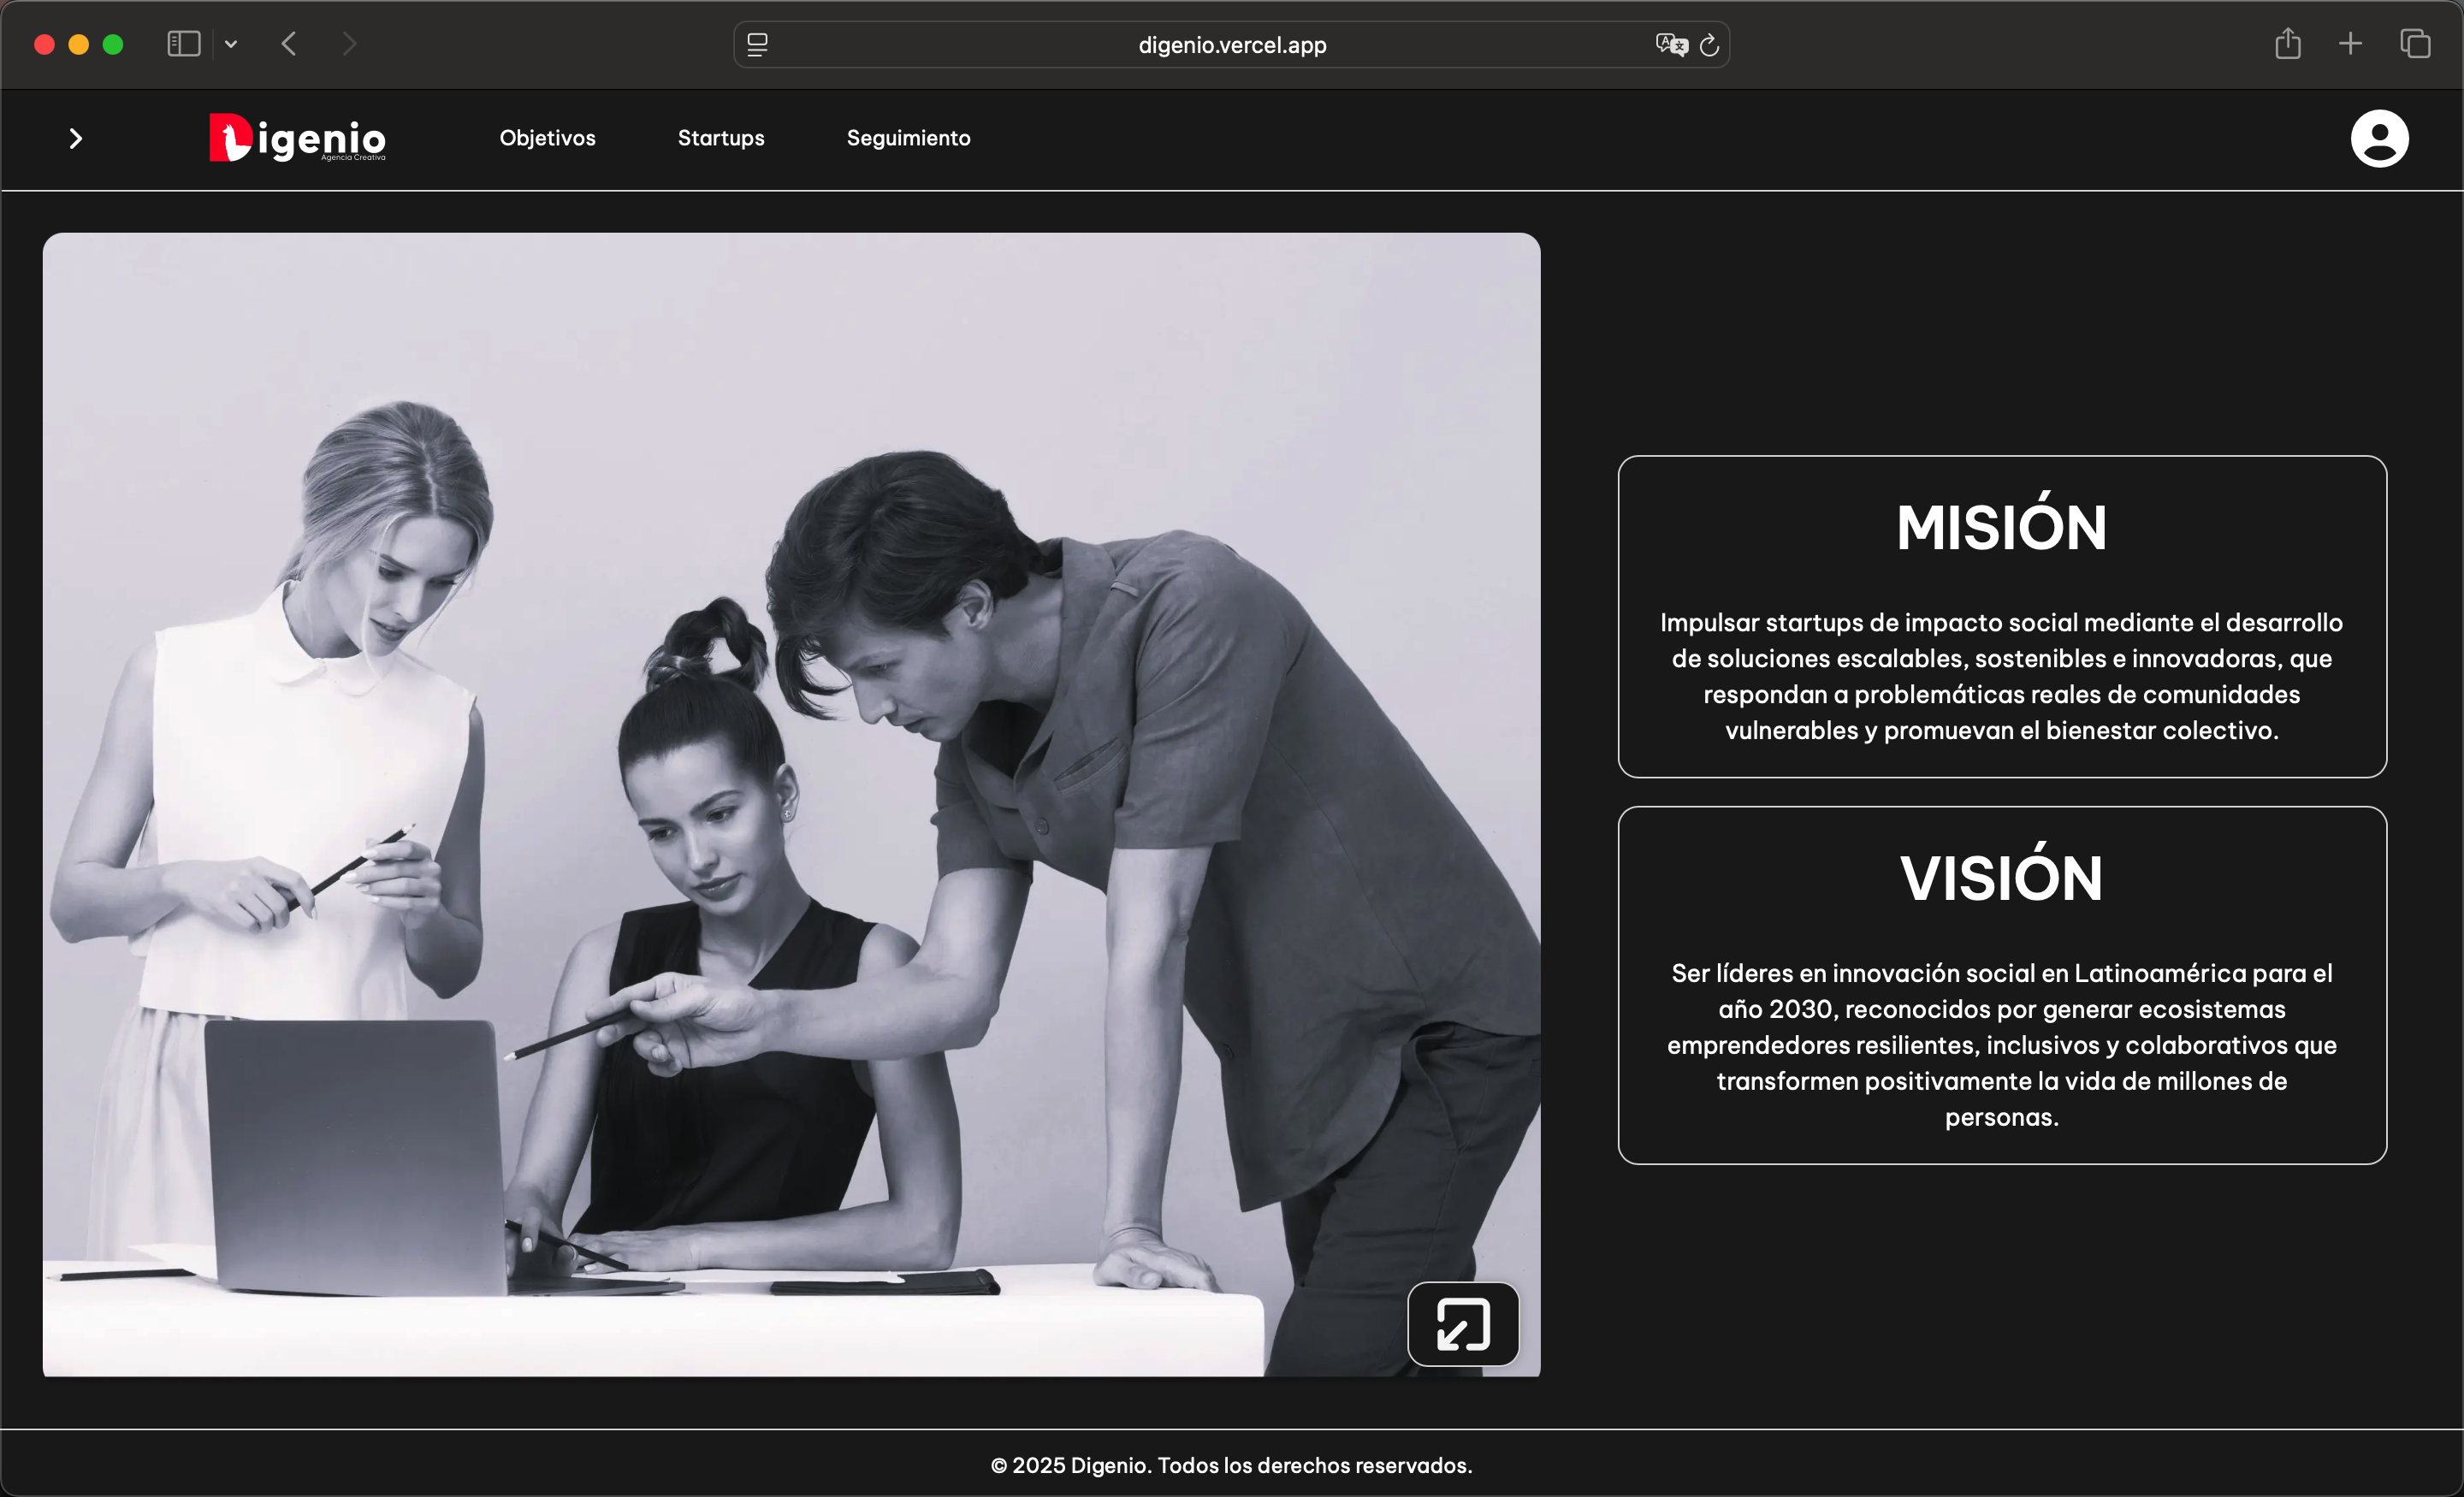 digenio.vercel.app
Digenio
Agencia Creativa
Objetivos
Startups
Seguimiento
MISIÓN
Impulsar startups de impacto social mediante el desarrollo
de soluciones escalables, sostenibles e innovadoras, que
respondan a problemáticas reales de comunidades
vulnerables y promuevan el bienestar colectivo.
VISIÓN
Ser líderes en innovación social en Latinoamérica para el
año 2030, reconocidos por generar ecosistemas
emprendedores resilientes, inclusivos y colaborativos que
transformen positivamente la vida de millones de
personas.
© 2025 Digenio. Todos los derechos reservados.